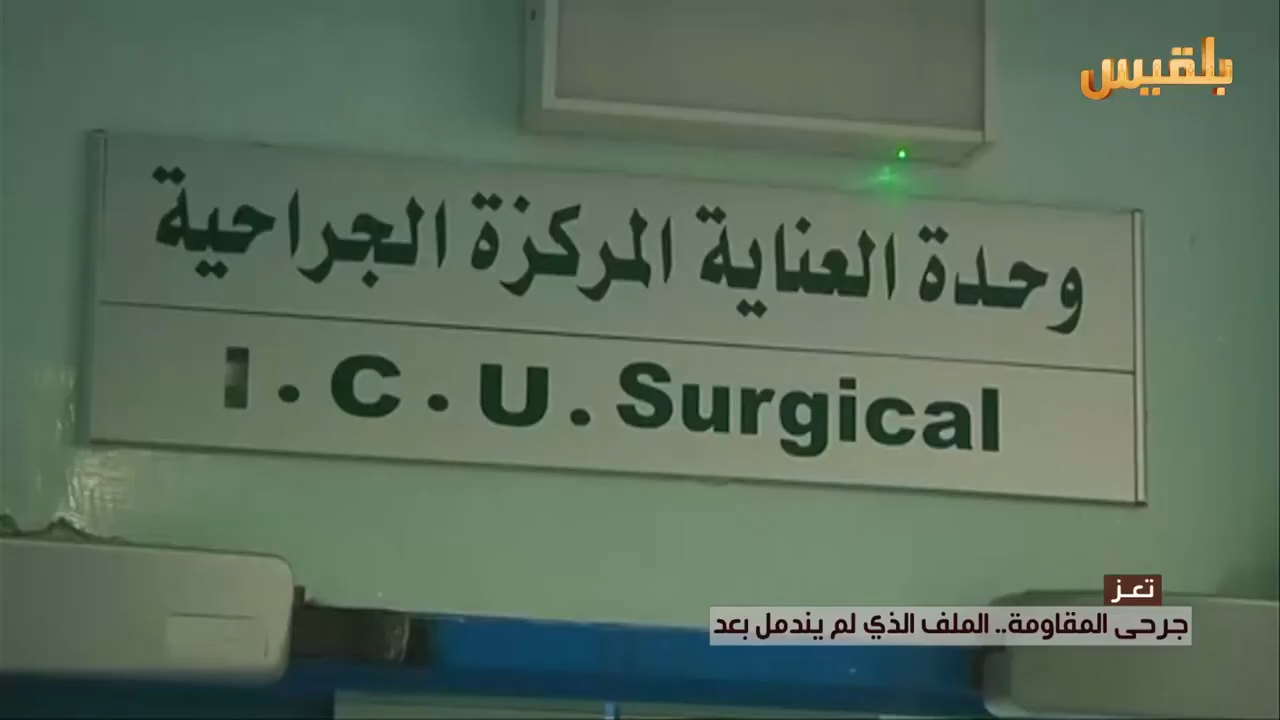 بلقيس
وحدة العناية المركزة الجراحية
I.C.U. Surgical
تعز
جرحى المقاومة.. الملف الذي لم يندمل بعد